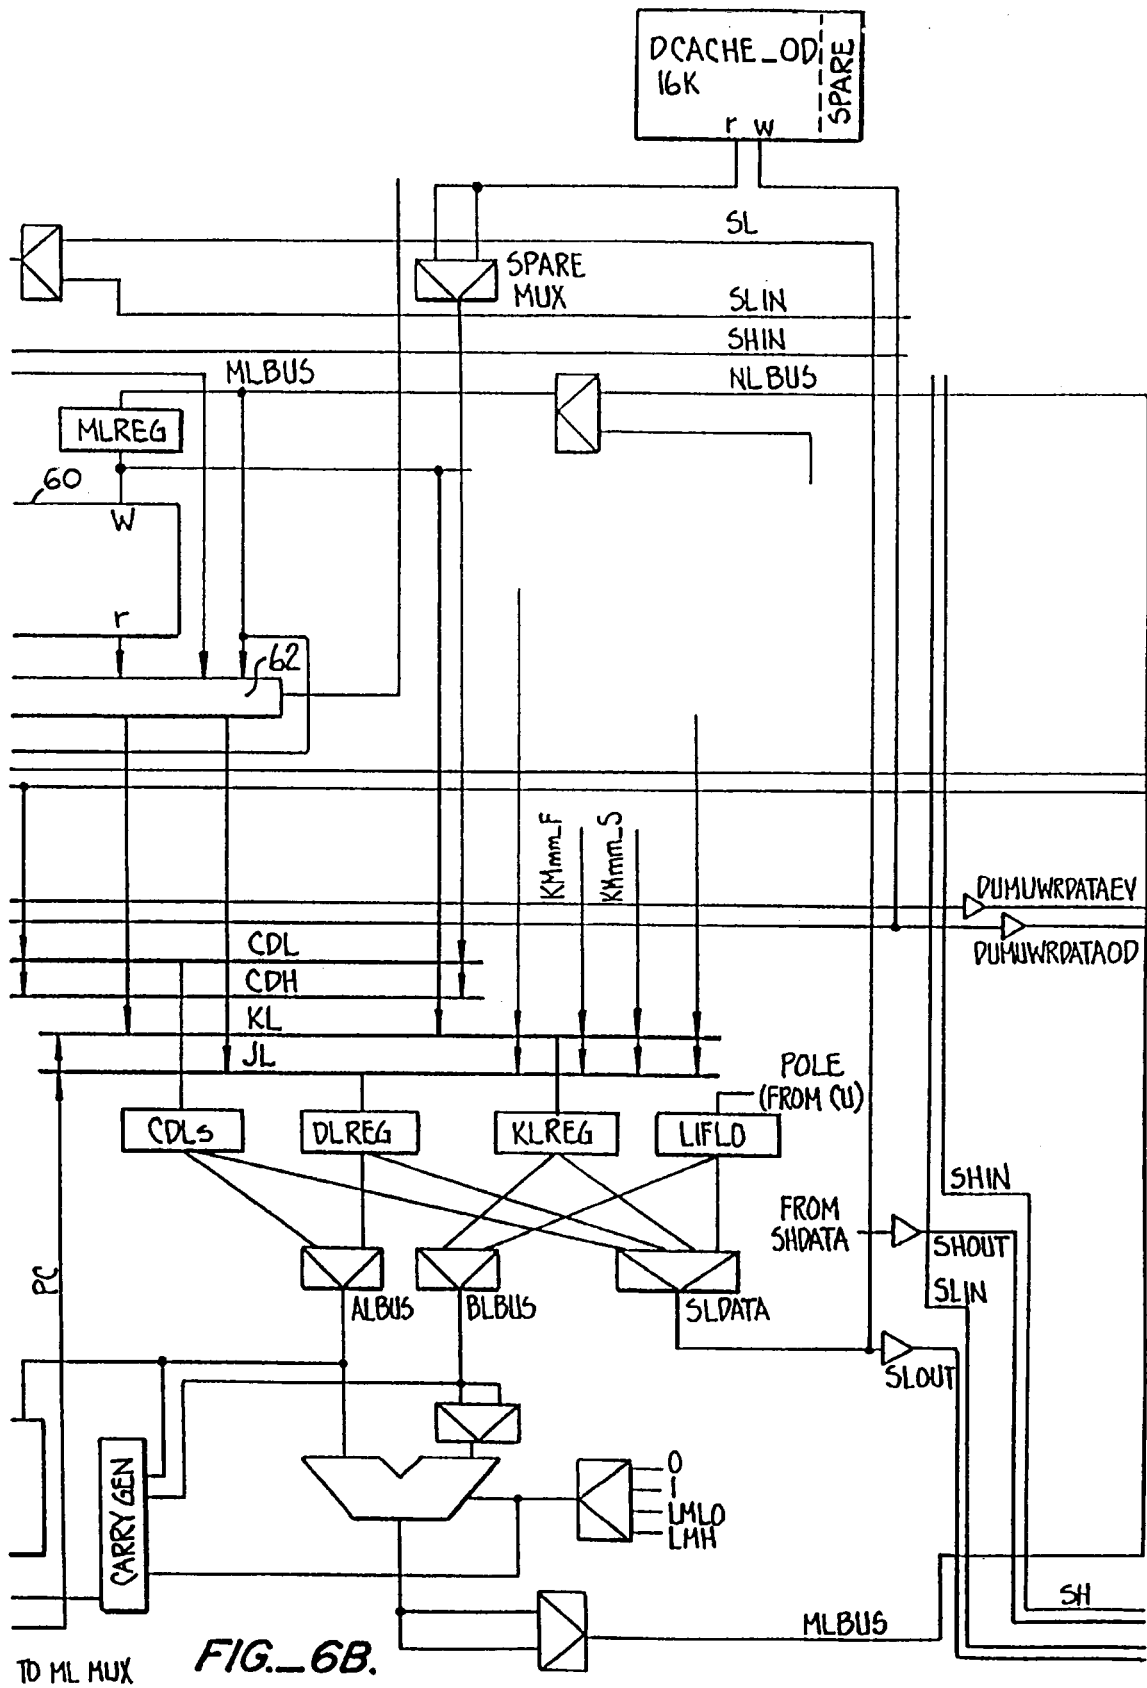 DCACHE_OD
16K
SPARE
r w
SL
SPARE
MUX
SLIN
SHIN
MLBUS
NLBUS
MLREG
60
W
r
62
KMmm_F
KMmm_S
DUMUWRDATAEV
DUMUWRDATAOD
CDL
CDH
KL
JL
POLE
(FROM CU)
CDLs
DLREG
KLREG
LIFLO
SHIN
FROM
SHDATA
SHOUT
PC
SLIN
ALBUS
BLBUS
SLDATA
SLOUT
CARRY GEN
0
1
LMLO
LMH
SH
MLBUS
TO ML MUX
FIG._6B.